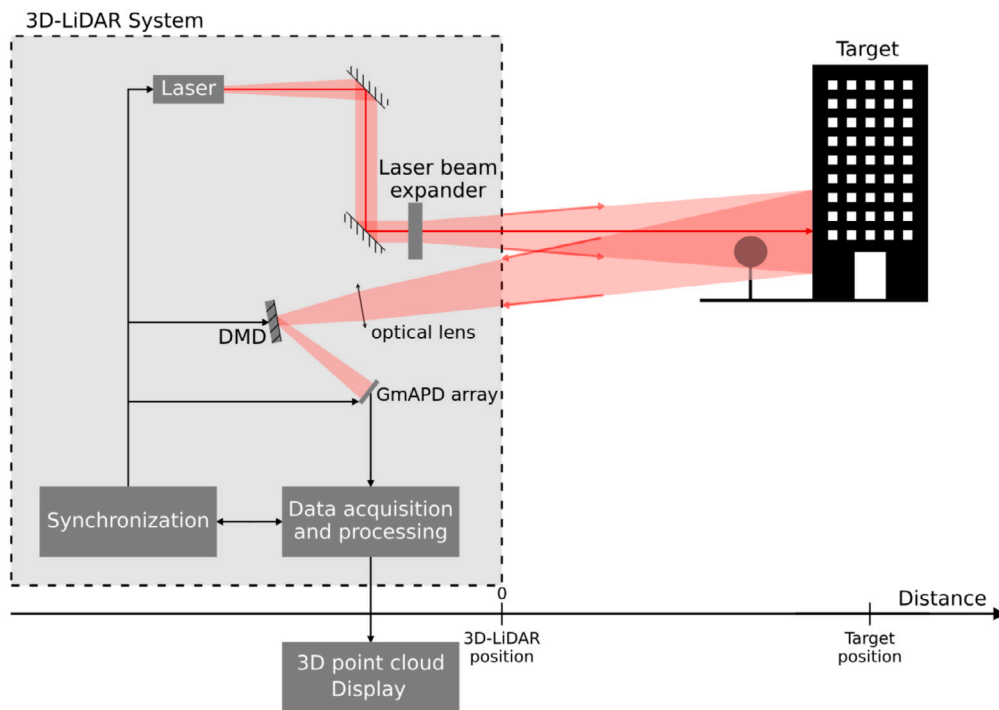 3D-LiDAR System
Target
Laser
Laser beam
expander
optical lens
DMD
GmAPD array
Synchronization
Data acquisition
and processing
0
Distance
3D-LiDAR
position
Target
position
3D point cloud
Display